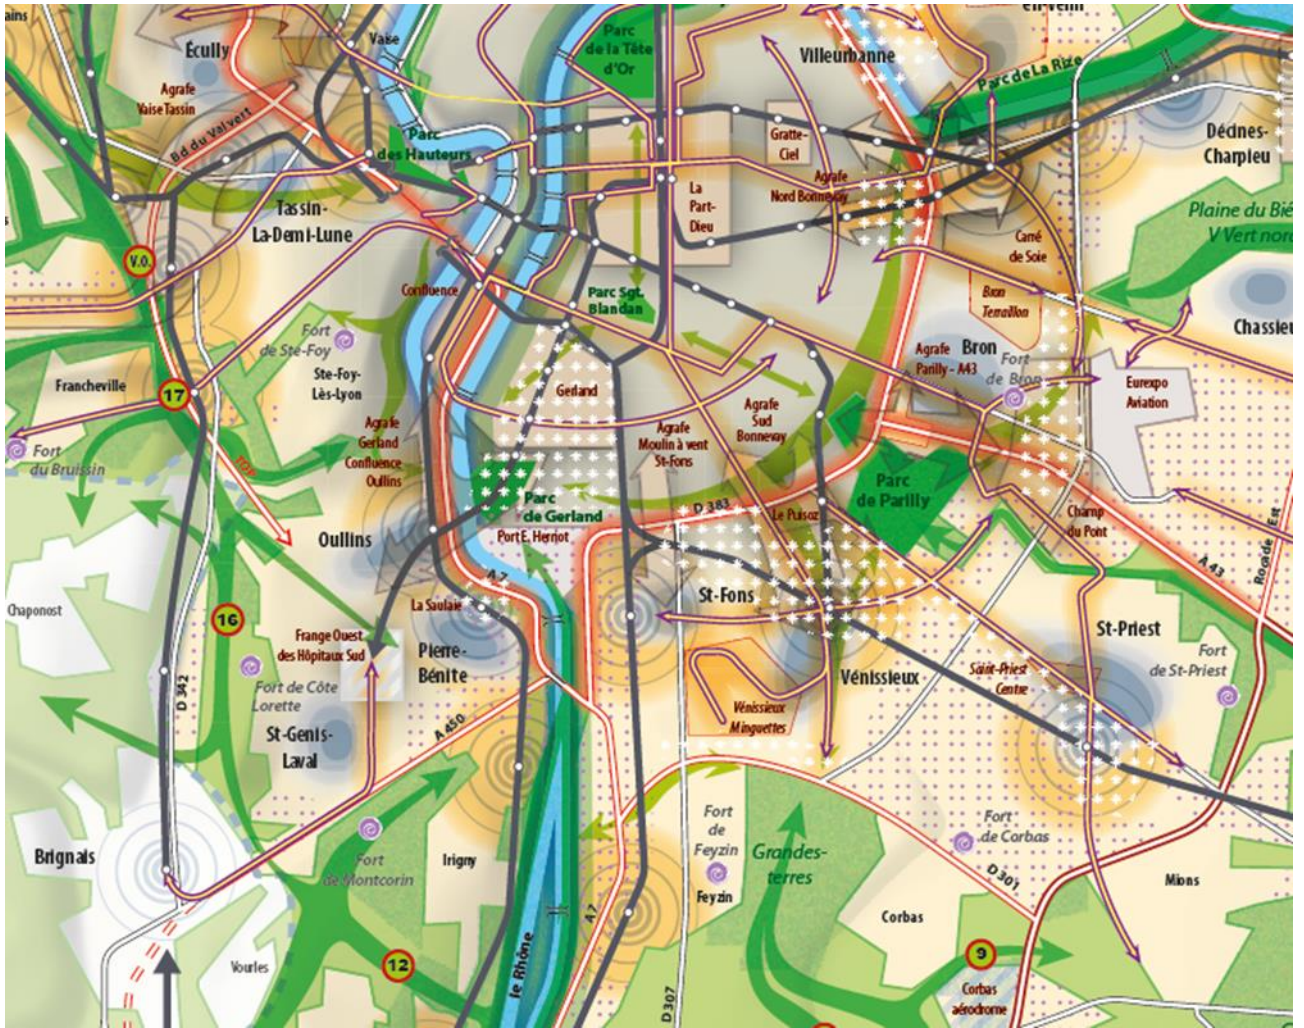 ains
Écully
Vaise
Parc
de la Tête
d'Or
Villeurbanne
en-Velin
Parc de La Rize
Agrafe
Vaise Tassin
Bd du Valvert
Parc
des Hauteurs
Gratte-
Ciel
Décines-
Charpieu
Agrafe
Nord Bonnevay
La
Part-
Dieu
Tassin-
La-Demi-Lune
Plaine du Bié
V Vert nord
Carré
de Soie
V.O.
Confluence
Parc Sgt.
Blandan
Bron
Terraillon
Chassieu
Fort
de Ste-Foy
Ste-Foy-
Lès-Lyon
Agrafe
Parilly - A43
Bron
Fort
de Bron
Francheville
17
Gerland
Eurexpo
Aviation
Agrafe
Gerland
Confluence
Oullins
Agrafe
Moulin à vent
St-Fons
Agrafe
Sud
Bonnevay
Fort
du Bruissin
TOP
Parc
de Parilly
Parc
de Gerland
Port E. Herriot
D 383
Le Puisoz
Champ
du Pont
Rocade Est
Oullins
A 7
A 43
Chaponost
16
La Saulaie
St-Fons
St-Priest
Frange Ouest
des Hôpitaux Sud
Pierre-
Bénite
Fort
de St-Priest
Fort de Côte
Lorette
D 342
Vénissieux
Saint-Priest
Centre
Vénissieux
Minguettes
St-Genis-
Laval
A 450
Fort
de
Feyzin
Fort
de Corbas
Brignais
Fort
de Montcorin
Irigny
Grandes-
terres
D 301
Mions
Feyzin
A 7
Corbas
Vourles
12
le Rhône
D 307
9
Corbas
aérodrome